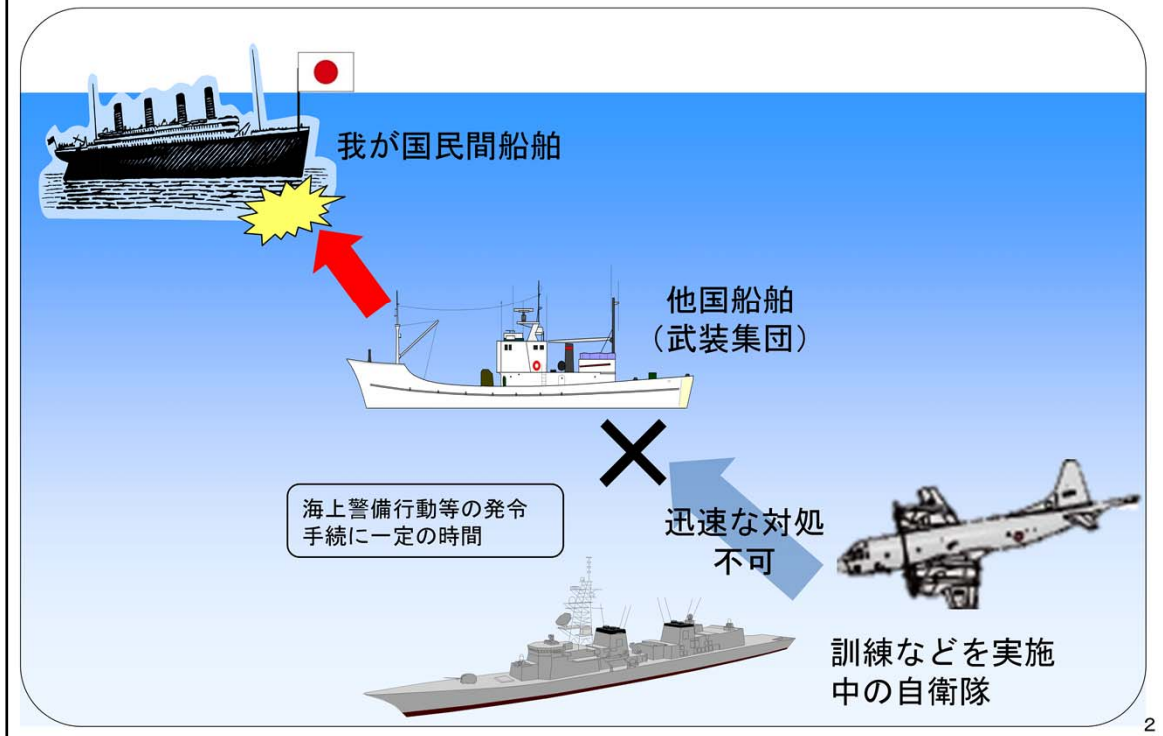 我が国民間船舶
他国船舶
（武装集団）
海上警備行動等の発令
手続に一定の時間
迅速な対処
不可
訓練などを実施
中の自衛隊
2